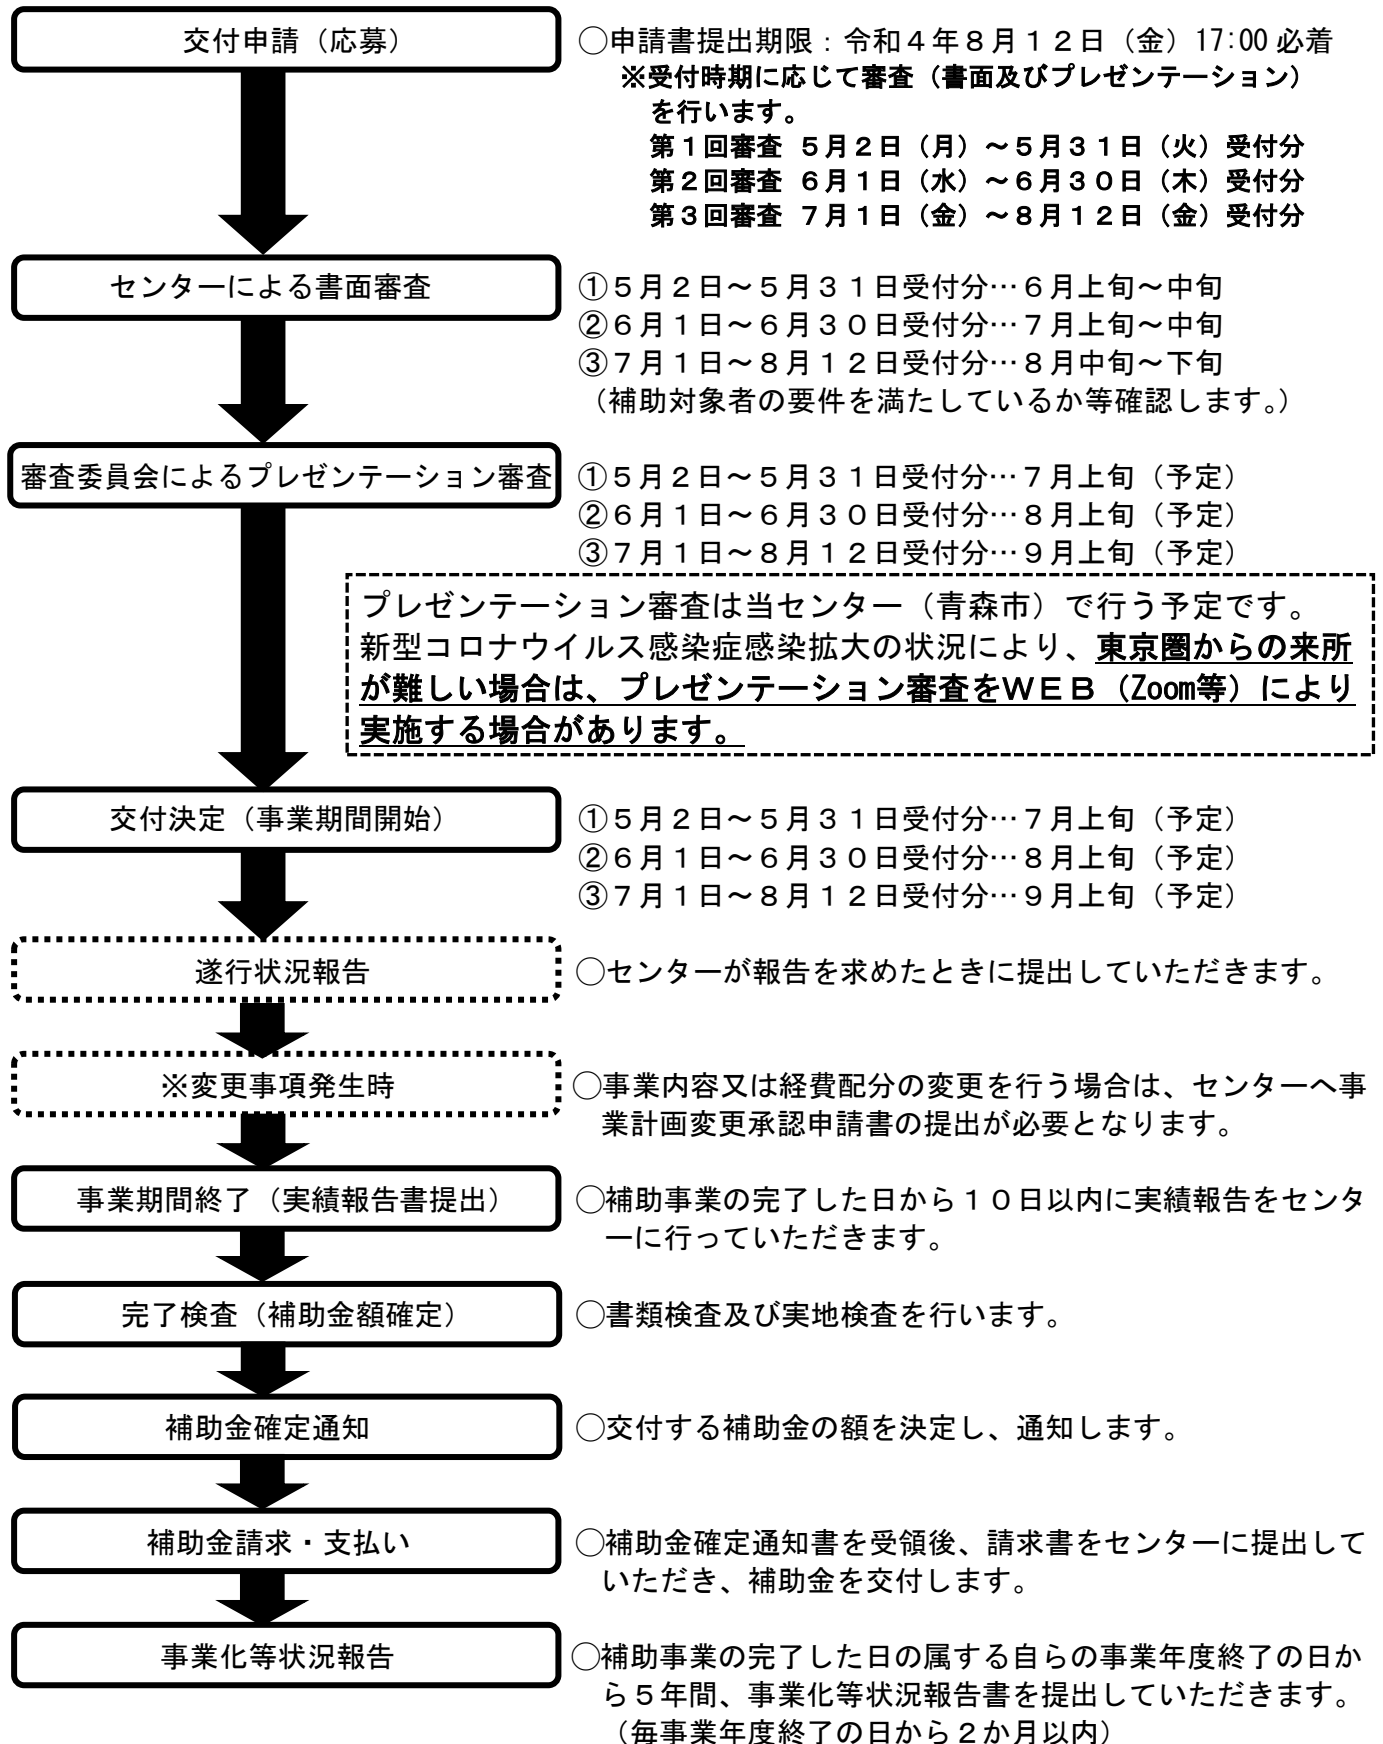 交付申請（応募）
○申請書提出期限：令和４年８月１２日（金）17:00 必着
※受付時期に応じて審査（書面及びプレゼンテーション）
を行います。
第１回審査 ５月２日（月）～５月３１日（火）受付分
第２回審査 ６月１日（水）～６月３０日（木）受付分
第３回審査 ７月１日（金）～８月１２日（金）受付分
センターによる書面審査
①５月２日～５月３１日受付分…６月上旬～中旬
②６月１日～６月３０日受付分…７月上旬～中旬
③７月１日～８月１２日受付分…８月中旬～下旬
（補助対象者の要件を満たしているか等確認します。）
審査委員会によるプレゼンテーション審査
①５月２日～５月３１日受付分…７月上旬（予定）
②６月１日～６月３０日受付分…８月上旬（予定）
③７月１日～８月１２日受付分…９月上旬（予定）
プレゼンテーション審査は当センター（青森市）で行う予定です。
新型コロナウイルス感染症感染拡大の状況により、東京圏からの来所
が難しい場合は、プレゼンテーション審査をＷＥＢ（Zoom等）により
実施する場合があります。
交付決定（事業期間開始）
①５月２日～５月３１日受付分…７月上旬（予定）
②６月１日～６月３０日受付分…８月上旬（予定）
③７月１日～８月１２日受付分…９月上旬（予定）
遂行状況報告
○センターが報告を求めたときに提出していただきます。
※変更事項発生時
○事業内容又は経費配分の変更を行う場合は、センターへ事
業計画変更承認申請書の提出が必要となります。
事業期間終了（実績報告書提出）
○補助事業の完了した日から１０日以内に実績報告をセンタ
ーに行っていただきます。
完了検査（補助金額確定）
○書類検査及び実地検査を行います。
補助金確定通知
○交付する補助金の額を決定し、通知します。
補助金請求・支払い
○補助金確定通知書を受領後、請求書をセンターに提出して
いただき、補助金を交付します。
事業化等状況報告
○補助事業の完了した日の属する自らの事業年度終了の日か
ら５年間、事業化等状況報告書を提出していただきます。
（毎事業年度終了の日から２か月以内）